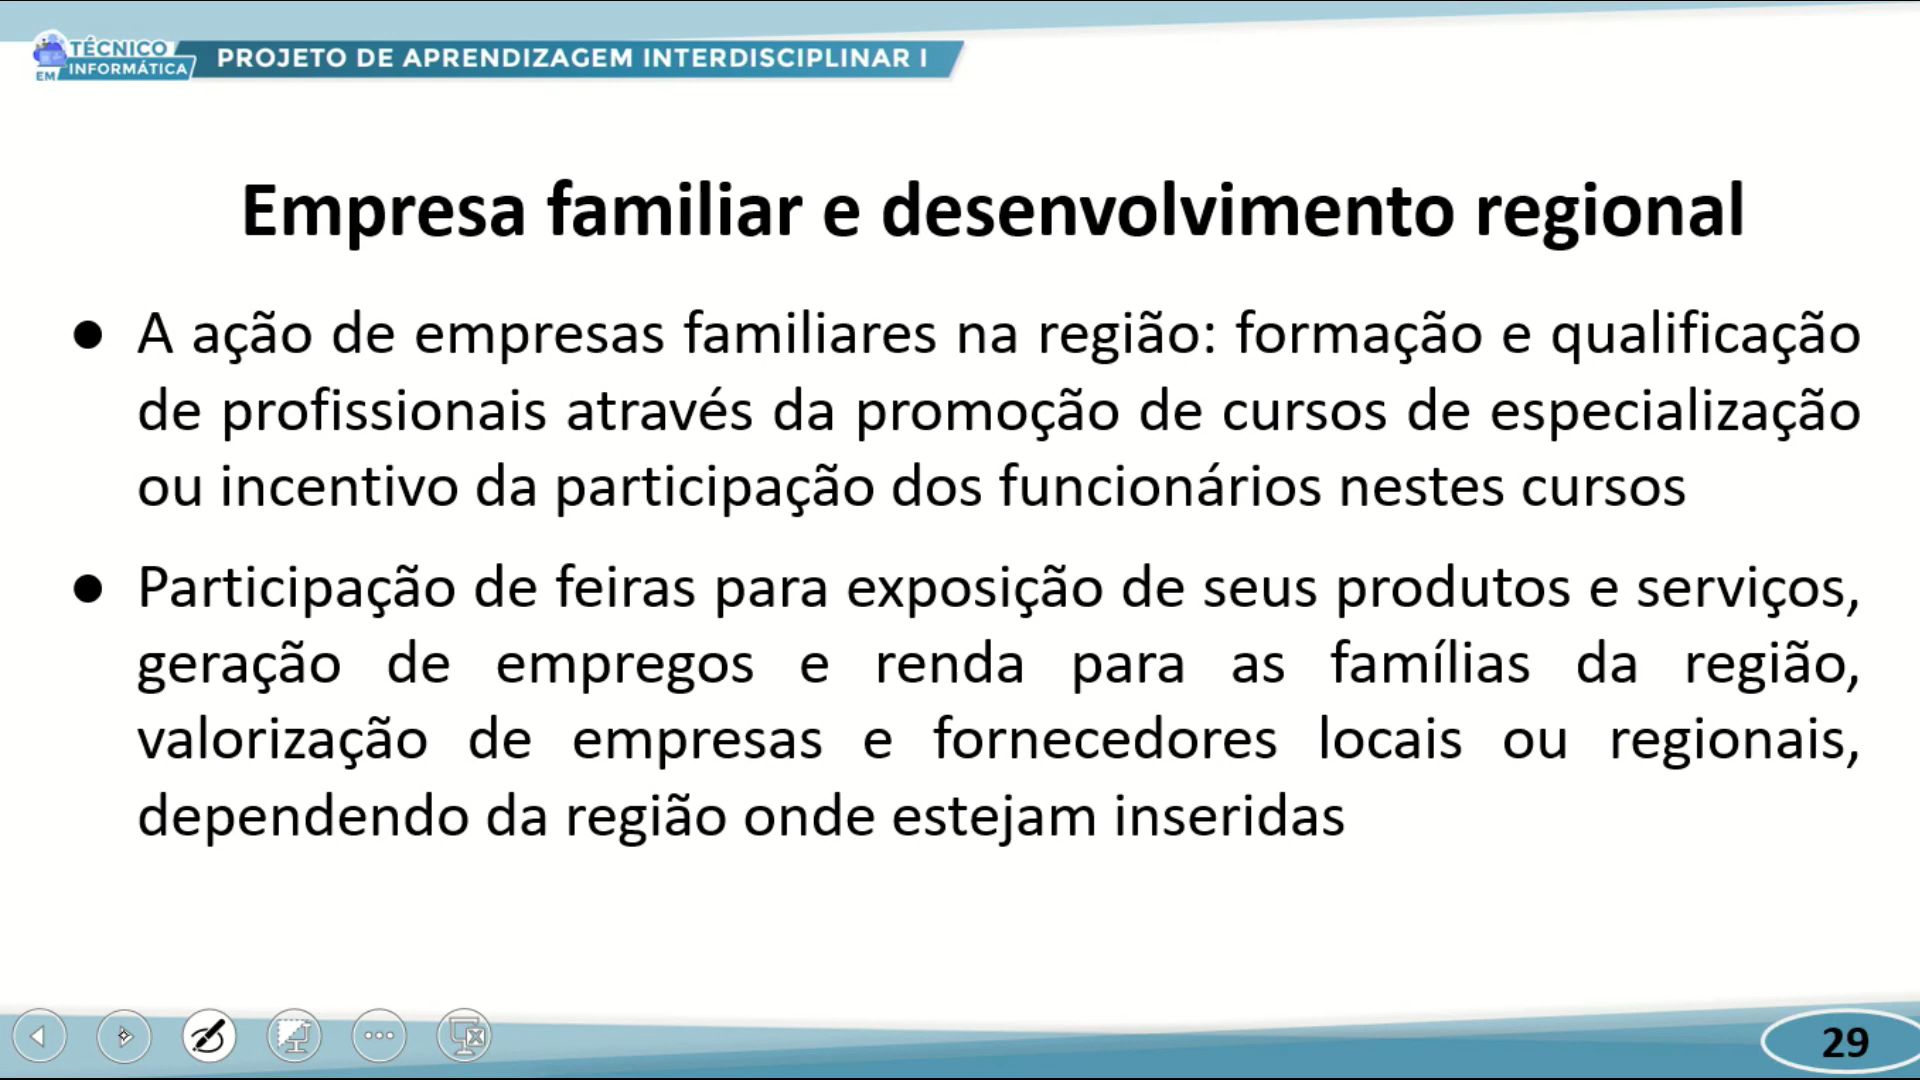 TÉCNICO
EM INFORMÁTICA
PROJETO DE APRENDIZAGEM INTERDISCIPLINAR I
Empresa familiar e desenvolvimento regional
● A ação de empresas familiares na região: formação e qualificação
de profissionais através da promoção de cursos de especialização
ou incentivo da participação dos funcionários nestes cursos
● Participação de feiras para exposição de seus produtos e serviços,
geração de empregos e renda para as famílias da região,
valorização de empresas e fornecedores locais ou regionais,
dependendo da região onde estejam inseridas
29